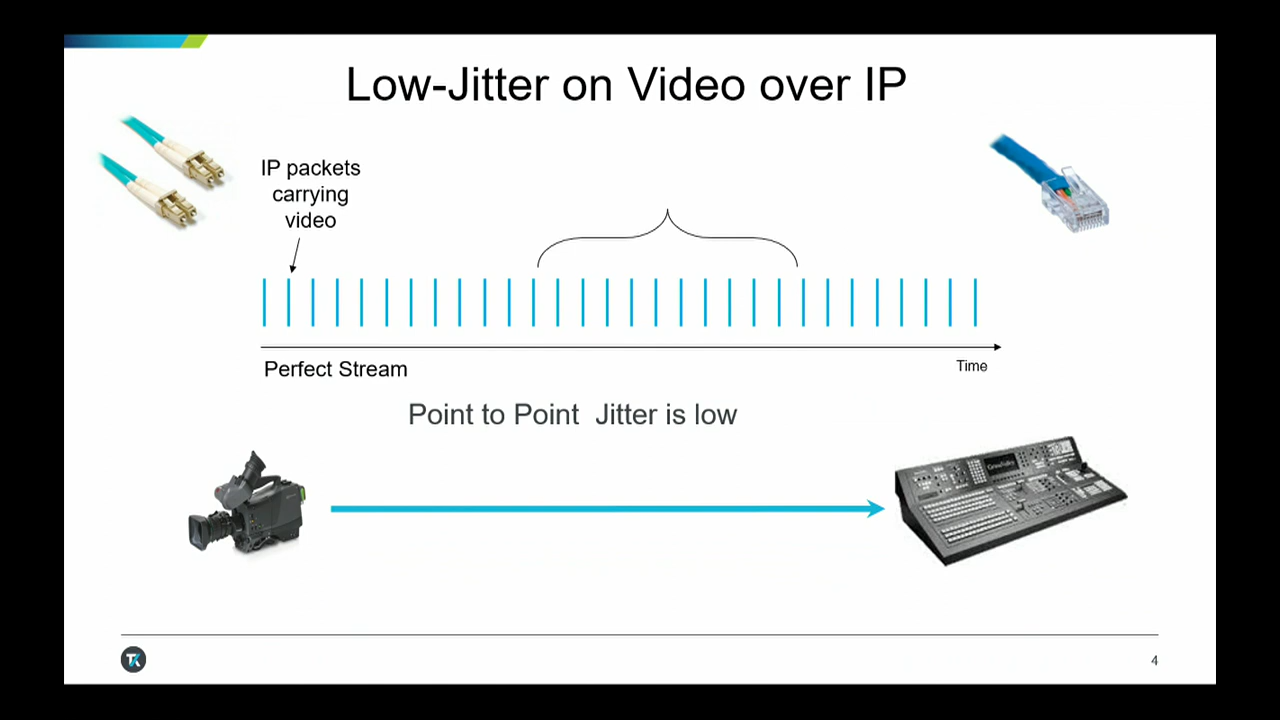 Low-Jitter on Video over IP
IP packets
carrying
video
Perfect Stream
Time
Point to Point  Jitter is low
4